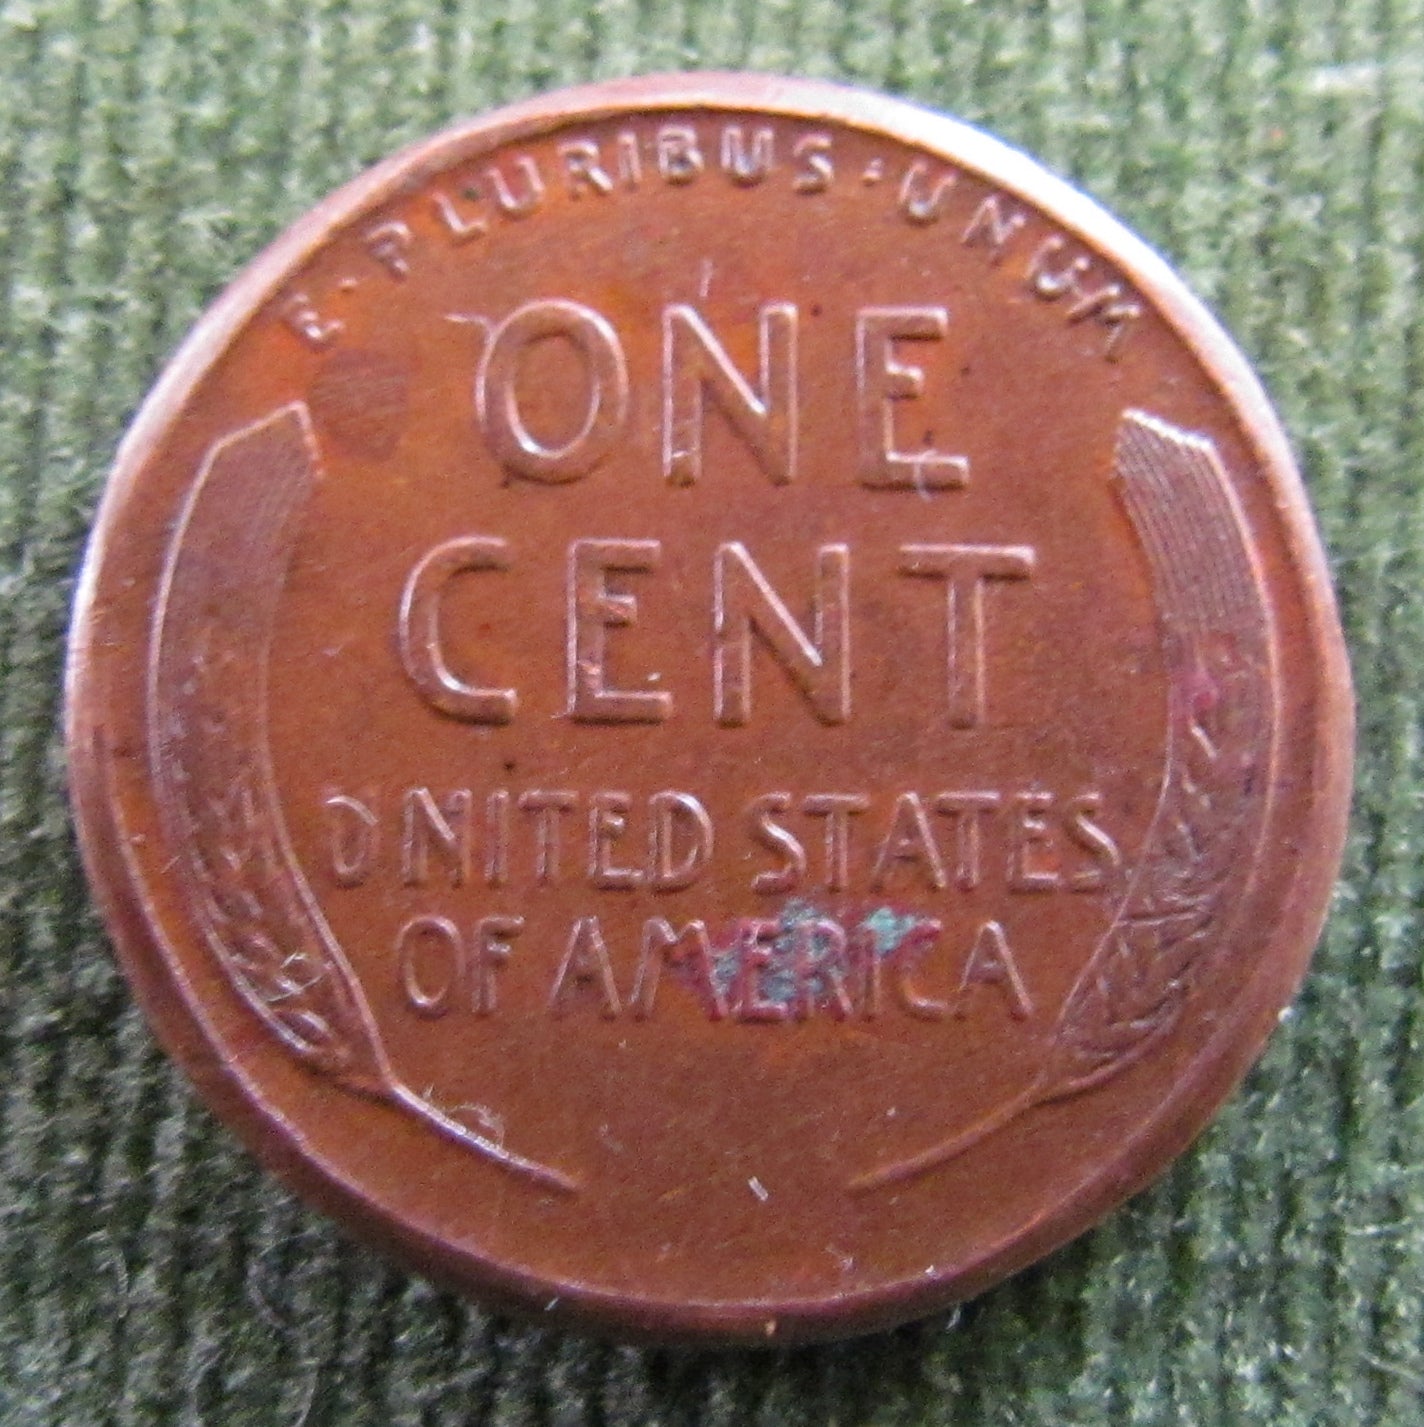 E·PLURIBUS·UNUM
ONE
CENT
UNITED STATES
OF AMERICA